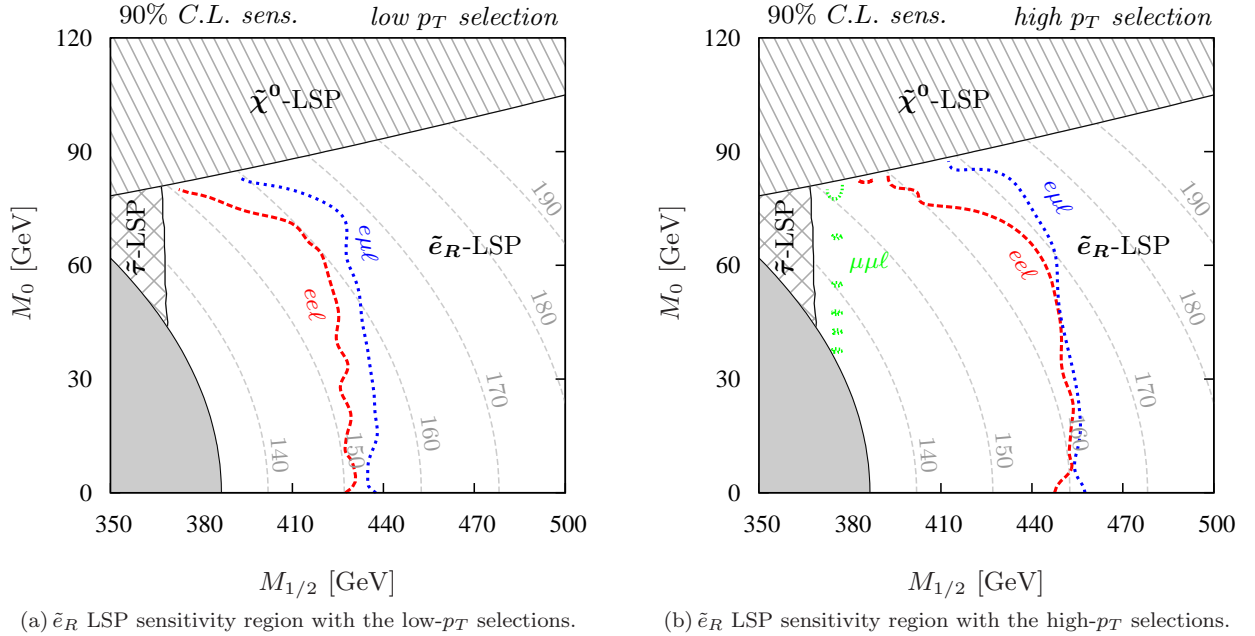 90% C.L. sens.
low p_T selection
120
90
60
30
0
M_0 [GeV]
χ̃⁰-LSP
τ̃-LSP
ẽ_R-LSP
eeℓ
eμℓ
140
150
160
170
180
190
350
380
410
440
470
500
M_{1/2} [GeV]
(a) ẽ_R LSP sensitivity region with the low-p_T selections.
90% C.L. sens.
high p_T selection
120
90
60
30
0
M_0 [GeV]
χ̃⁰-LSP
τ̃-LSP
ẽ_R-LSP
μμℓ
eeℓ
eμℓ
140
150
160
170
180
190
350
380
410
440
470
500
M_{1/2} [GeV]
(b) ẽ_R LSP sensitivity region with the high-p_T selections.